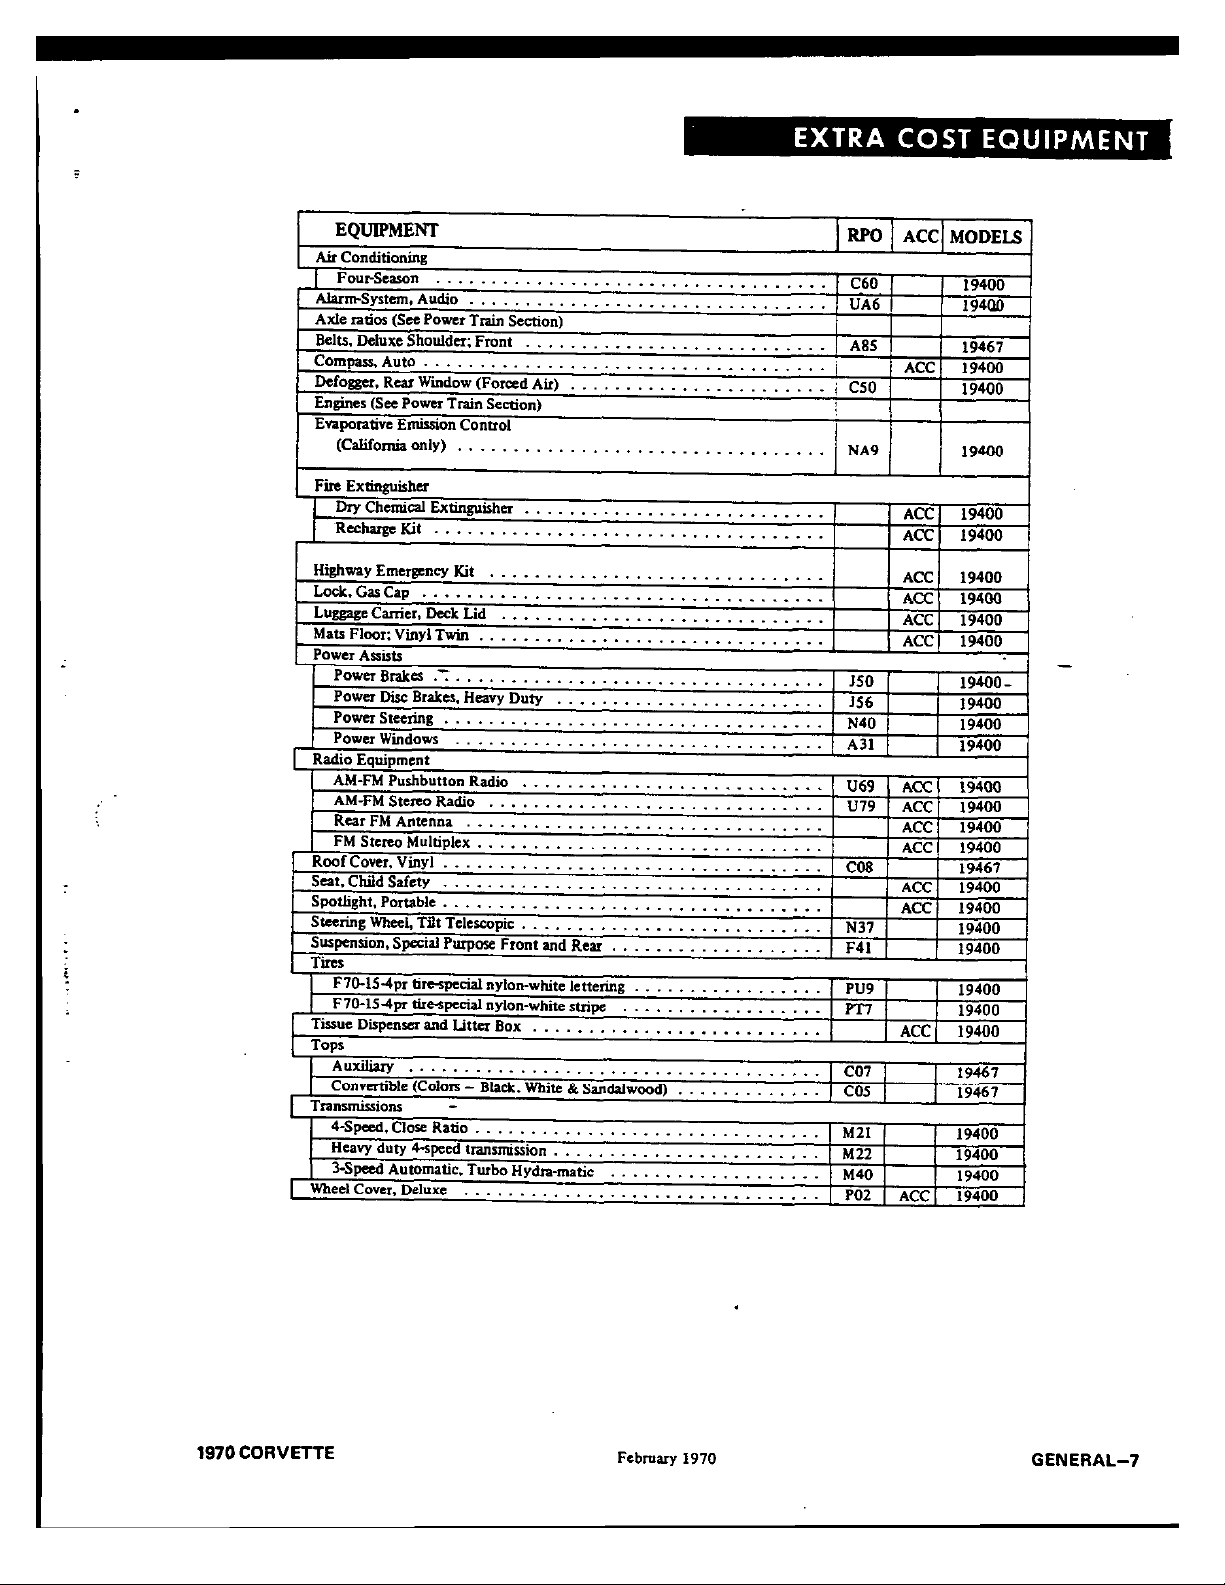 EXTRA COST EQUIPMENT
EQUIPMENT RPO ACC MODELS
Air Conditioning
Four-Season C60 19400
Alarm-System, Audio UA6 19400
Axle ratios (See Power Train Section)
Belts, Deluxe Shoulder; Front A85 19467
Compass, Auto ACC 19400
Defogger, Rear Window (Forced Air) C50 19400
Engines (See Power Train Section)
Evaporative Emission Control
(California only) NA9 19400
Fire Extinguisher
Dry Chemical Extinguisher ACC 19400
Recharge Kit ACC 19400
Highway Emergency Kit ACC 19400
Lock, Gas Cap ACC 19400
Luggage Carrier, Deck Lid ACC 19400
Mats Floor; Vinyl Twin ACC 19400
Power Assists
Power Brakes J50 19400
Power Disc Brakes, Heavy Duty J56 19400
Power Steering N40 19400
Power Windows A31 19400
Radio Equipment
AM-FM Pushbutton Radio U69 ACC 19400
AM-FM Stereo Radio U79 ACC 19400
Rear FM Antenna ACC 19400
FM Stereo Multiplex ACC 19400
Roof Cover, Vinyl C08 19467
Seat, Child Safety ACC 19400
Spotlight, Portable ACC 19400
Steering Wheel, Tilt Telescopic N37 19400
Suspension, Special Purpose Front and Rear F41 19400
Tires
F70-15-4pr tire-special nylon-white lettering PU9 19400
F70-15-4pr tire-special nylon-white stripe PT7 19400
Tissue Dispenser and Litter Box ACC 19400
Tops
Auxiliary C07 19467
Convertible (Colors – Black, White & Sandalwood) C05 19467
Transmissions
4-Speed, Close Ratio M21 19400
Heavy duty 4-speed transmission M22 19400
3-Speed Automatic, Turbo Hydra-matic M40 19400
Wheel Cover, Deluxe P02 ACC 19400
1970 CORVETTE February 1970 GENERAL–7